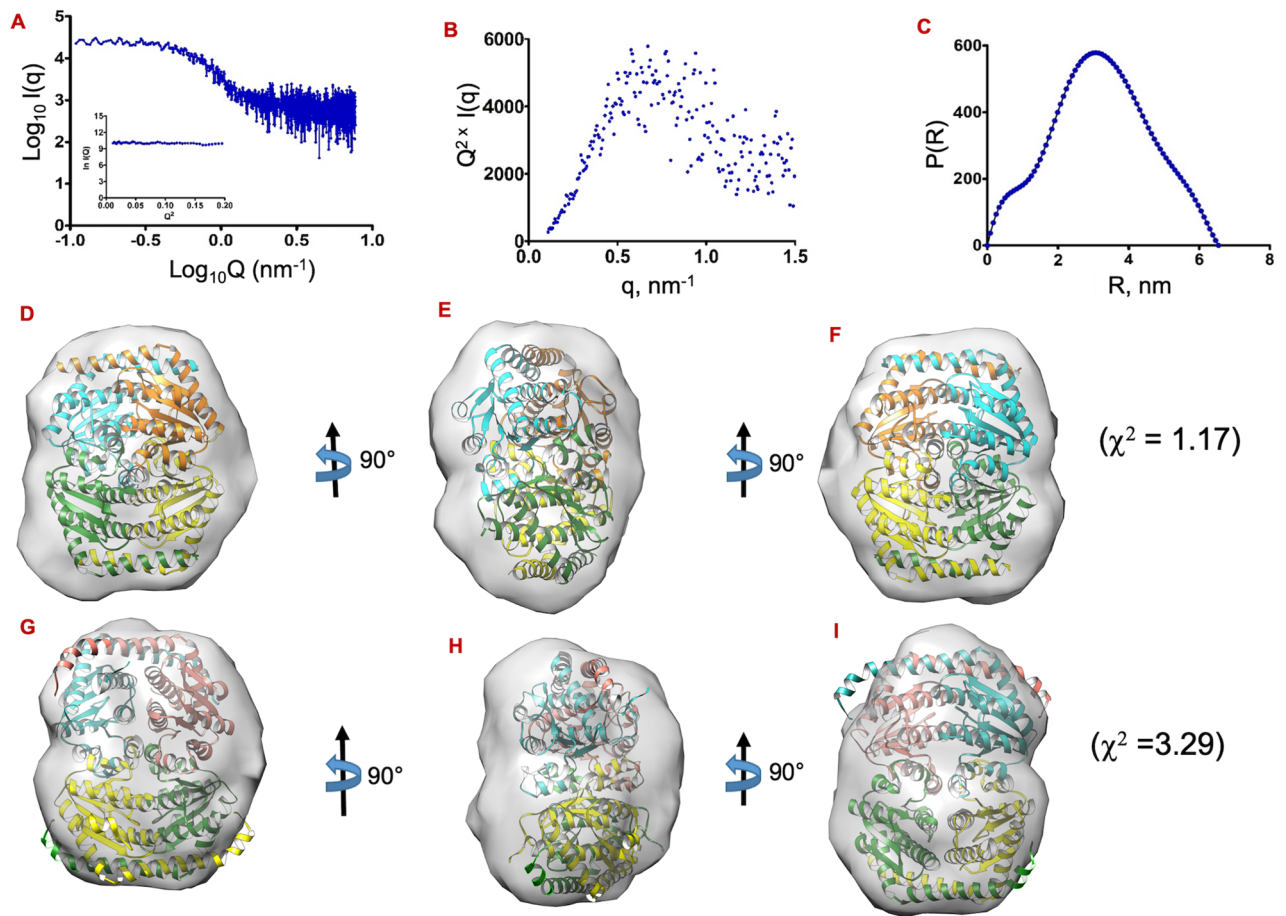 A
Log₁₀ I(q)
5
4
3
2
1
0
-1.0
-0.5
0.0
0.5
1.0
Log₁₀Q (nm⁻¹)
ln I(Q)
15
12
9
6
3
0
0.00
0.05
0.10
0.15
0.20
Q²
B
Q² ˣ I(q)
6000
4000
2000
0
0.0
0.5
1.0
1.5
q, nm⁻¹
C
P(R)
600
400
200
0
0
2
4
6
8
R, nm
D
90°
E
90°
F
(χ² = 1.17)
G
90°
H
90°
I
(χ² =3.29)